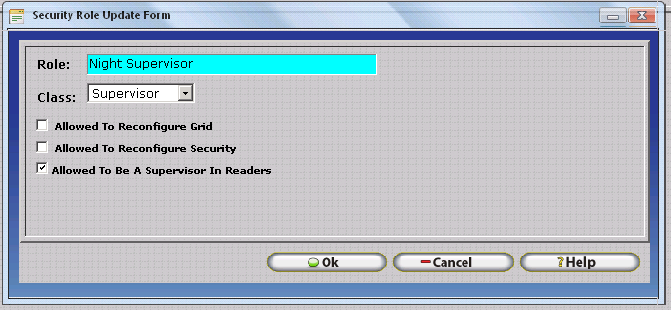 Security Role Update Form
Role: Night Supervisor
Class: Supervisor
Allowed To Reconfigure Grid
Allowed To Reconfigure Security
Allowed To Be A Supervisor In Readers
Ok Cancel ?Help